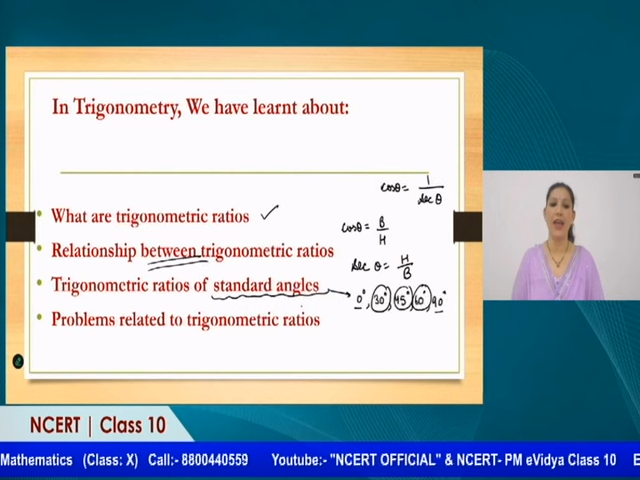 In Trigonometry, We have learnt about:
cosθ = 1/sec θ
• What are trigonometric ratios ✓
cosθ = B/H
• Relationship between trigonometric ratios
sec θ = H/B
• Trigonometric ratios of standard angles
0°, 30°, 45°, 60°, 90°
• Problems related to trigonometric ratios
NCERT | Class 10
Mathematics (Class: X) Call:- 8800440559 Youtube:- "NCERT OFFICIAL" & NCERT- PM eVidya Class 10 E